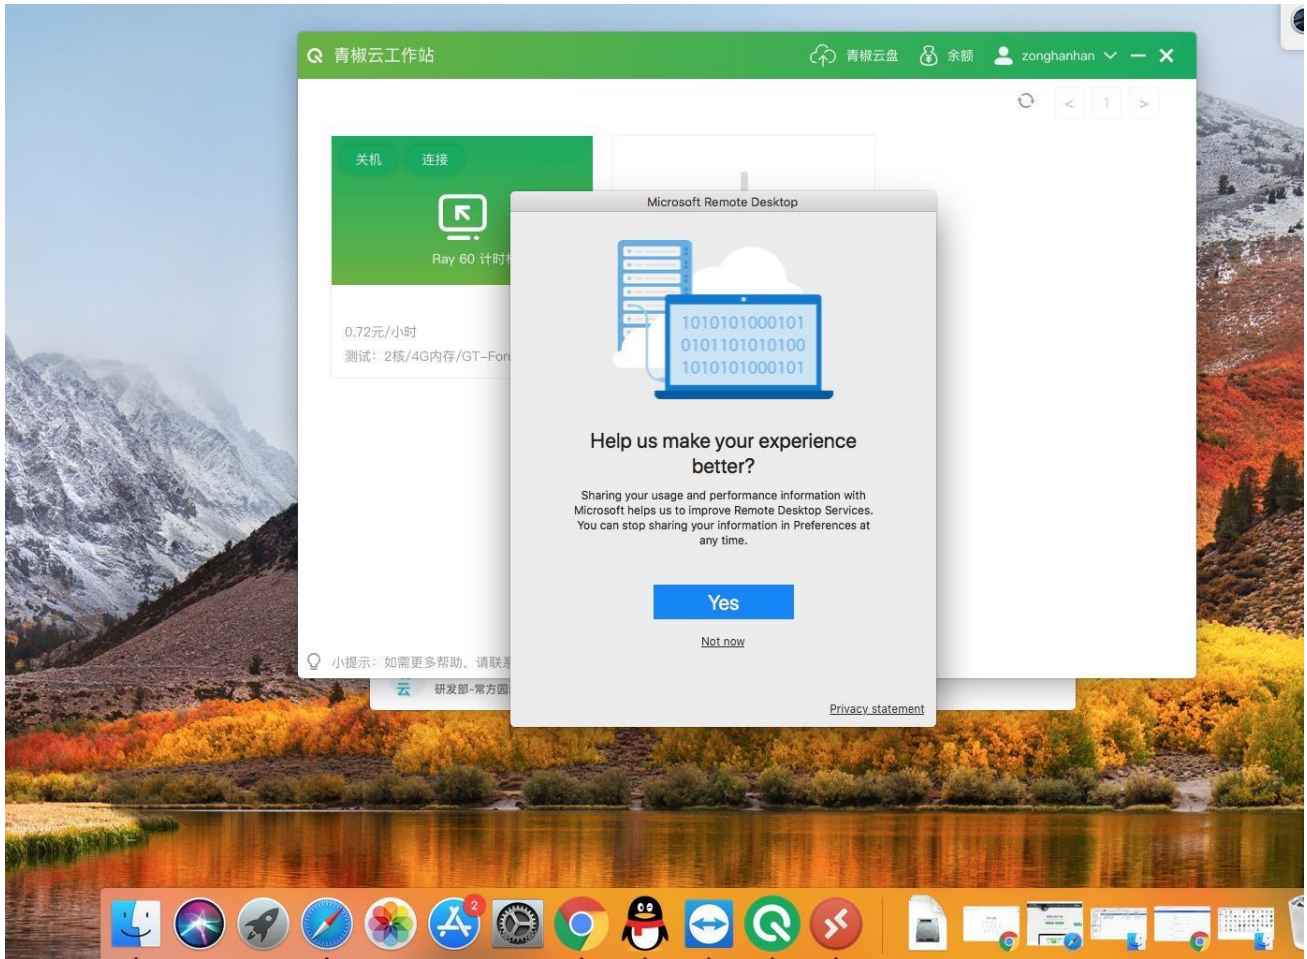 青椒云工作站
青椒云盘
余额
zonghanhan
< 1 >
关机 连接
Ray 60 计时
0.72元/小时
测试：2核/4G内存/GT-For
小提示：如需更多帮助，请联
云
研发部-常方圆
Microsoft Remote Desktop
1010101000101
0101101010100
1010101000101
Help us make your experience
better?
Sharing your usage and performance information with
Microsoft helps us to improve Remote Desktop Services.
You can stop sharing your information in Preferences at
any time.
Yes
Not now
Privacy statement
2